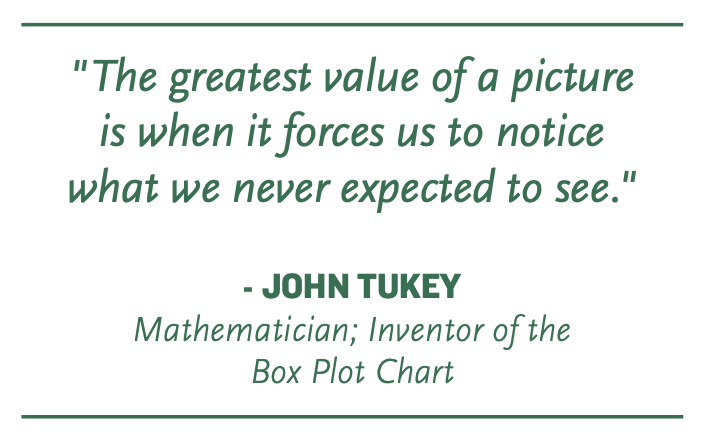 "The greatest value of a picture
is when it forces us to notice
what we never expected to see."
- JOHN TUKEY
Mathematician; Inventor of the
Box Plot Chart